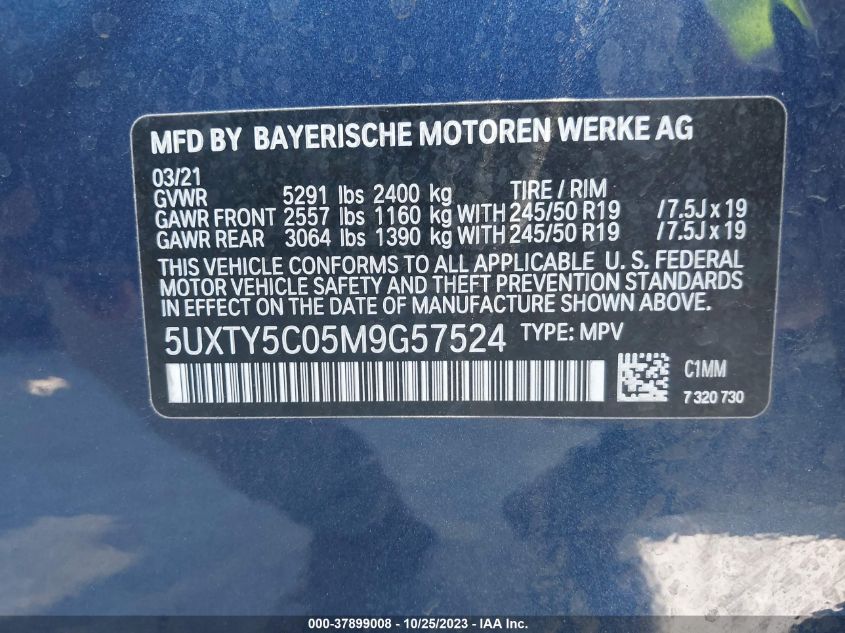 MFD BY BAYERISCHE MOTOREN WERKE AG
03/21
GVWR 5291 lbs 2400 kg TIRE / RIM
GAWR FRONT 2557 lbs 1160 kg WITH 245/50 R19 /7.5J x 19
GAWR REAR 3064 lbs 1390 kg WITH 245/50 R19 /7.5J x 19
THIS VEHICLE CONFORMS TO ALL APPLICABLE U. S. FEDERAL
MOTOR VEHICLE SAFETY AND THEFT PREVENTION STANDARDS
IN EFFECT ON THE DATE OF MANUFACTURE SHOWN ABOVE.
5UXTY5C05M9G57524 TYPE: MPV
C1MM
7 320 730
000-37899008 - 10/25/2023 - IAA Inc.